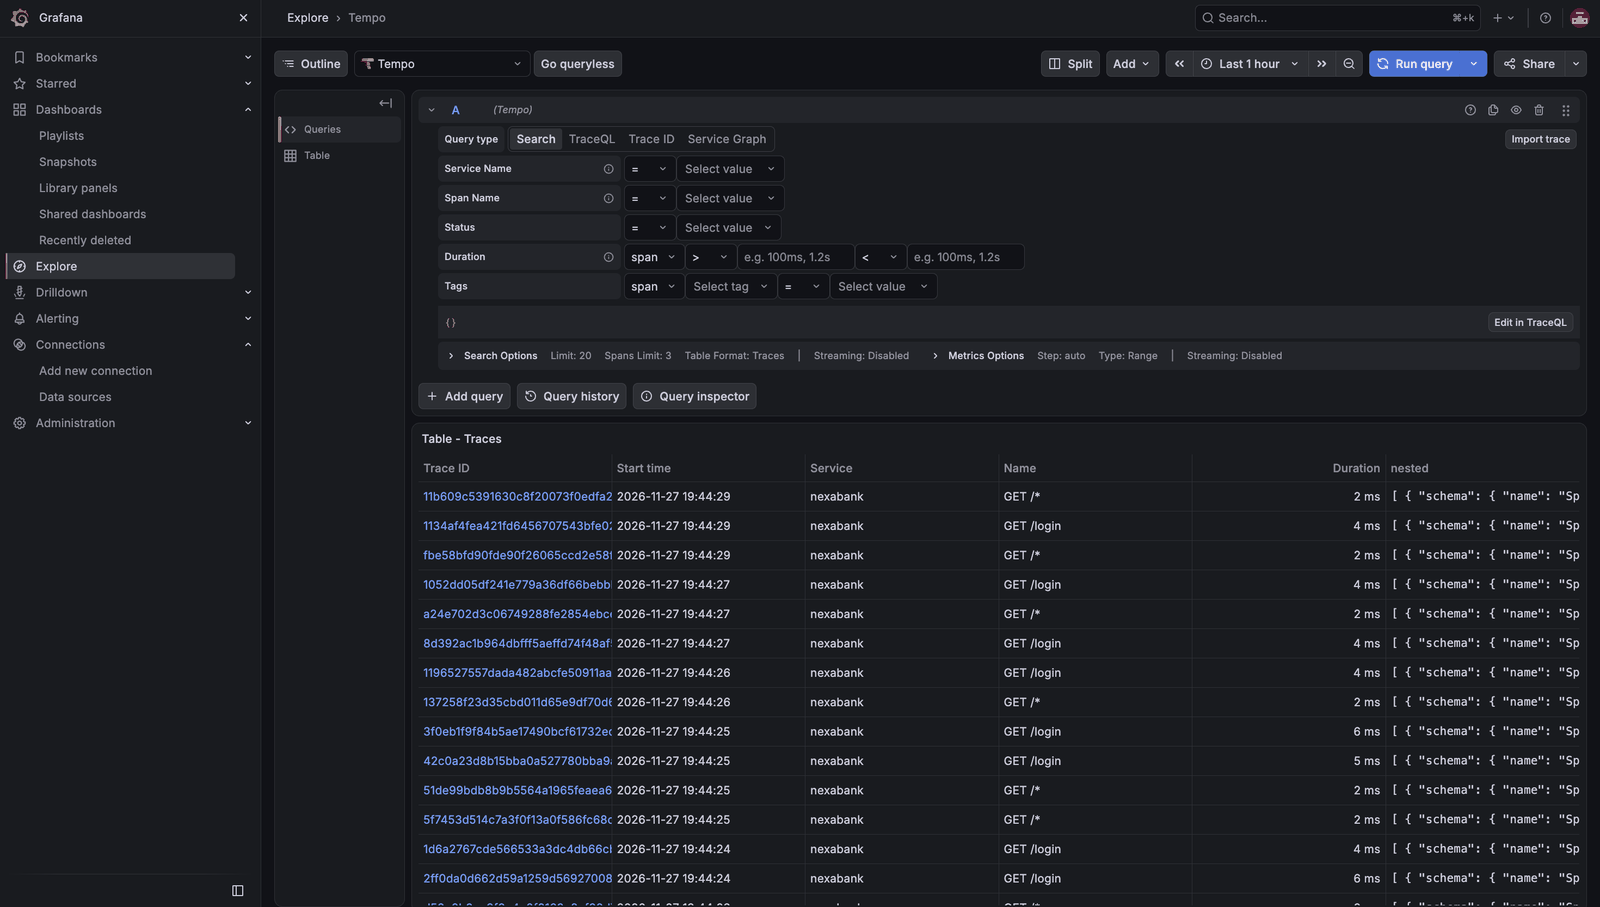 Grafana
Explore › Tempo
Search...
⌘+k
Bookmarks
Starred
Dashboards
Playlists
Snapshots
Library panels
Shared dashboards
Recently deleted
Explore
Drilldown
Alerting
Connections
Add new connection
Data sources
Administration
Outline
Tempo
Go queryless
Split
Add
Last 1 hour
Run query
Share
Queries
Table
A (Tempo)
Query type Search TraceQL Trace ID Service Graph
Import trace
Service Name = Select value
Span Name = Select value
Status = Select value
Duration span > e.g. 100ms, 1.2s < e.g. 100ms, 1.2s
Tags span Select tag = Select value
{}
Edit in TraceQL
Search Options Limit: 20 Spans Limit: 3 Table Format: Traces | Streaming: Disabled Metrics Options Step: auto Type: Range | Streaming: Disabled
+ Add query Query history Query inspector
Table - Traces
Trace ID Start time Service Name Duration nested
11b609c5391630c8f20073f0edfa2 2026-11-27 19:44:29 nexabank GET /* 2 ms [ { "schema": { "name": "Sp
1134af4fea421fd6456707543bfe02 2026-11-27 19:44:29 nexabank GET /login 4 ms [ { "schema": { "name": "Sp
fbe58bfd90fde90f26065ccd2e58f 2026-11-27 19:44:29 nexabank GET /* 2 ms [ { "schema": { "name": "Sp
1052dd05df241e779a36df66bebb 2026-11-27 19:44:27 nexabank GET /login 4 ms [ { "schema": { "name": "Sp
a24e702d3c06749288fe2854ebcc 2026-11-27 19:44:27 nexabank GET /* 2 ms [ { "schema": { "name": "Sp
8d392ac1b964dbfff5aeffd74f48af 2026-11-27 19:44:27 nexabank GET /login 4 ms [ { "schema": { "name": "Sp
1196527557dada482abcfe50911aa 2026-11-27 19:44:26 nexabank GET /login 4 ms [ { "schema": { "name": "Sp
137258f23d35cbd011d65e9df70d6 2026-11-27 19:44:26 nexabank GET /* 2 ms [ { "schema": { "name": "Sp
3f0eb1f9f84b5ae17490bcf61732ec 2026-11-27 19:44:25 nexabank GET /login 6 ms [ { "schema": { "name": "Sp
42c0a23d8b15bba0a527780bba9a 2026-11-27 19:44:25 nexabank GET /login 5 ms [ { "schema": { "name": "Sp
51de99bdb8b9b5564a1965feaea6 2026-11-27 19:44:25 nexabank GET /* 2 ms [ { "schema": { "name": "Sp
5f7453d514c7a3f0f13a0f586fc68c 2026-11-27 19:44:25 nexabank GET /* 2 ms [ { "schema": { "name": "Sp
1d6a2767cde566533a3dc4db66cb 2026-11-27 19:44:24 nexabank GET /login 4 ms [ { "schema": { "name": "Sp
2ff0da0d662d59a1259d56927008 2026-11-27 19:44:24 nexabank GET /login 6 ms [ { "schema": { "name": "Sp